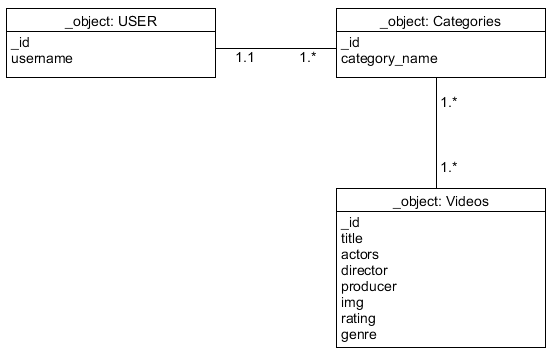 _object: USER
_id
username
1.1
1.*
_object: Categories
_id
category_name
1.*
1.*
_object: Videos
_id
title
actors
director
producer
img
rating
genre